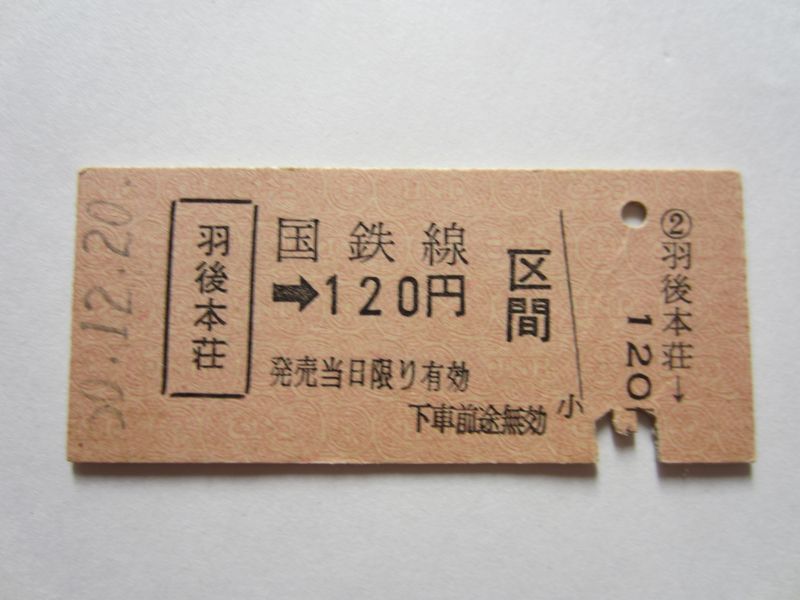 50.12.20.
羽後本荘
国鉄線
➡120円
区間
発売当日限り有効
下車前途無効
小
②羽後本荘→
120